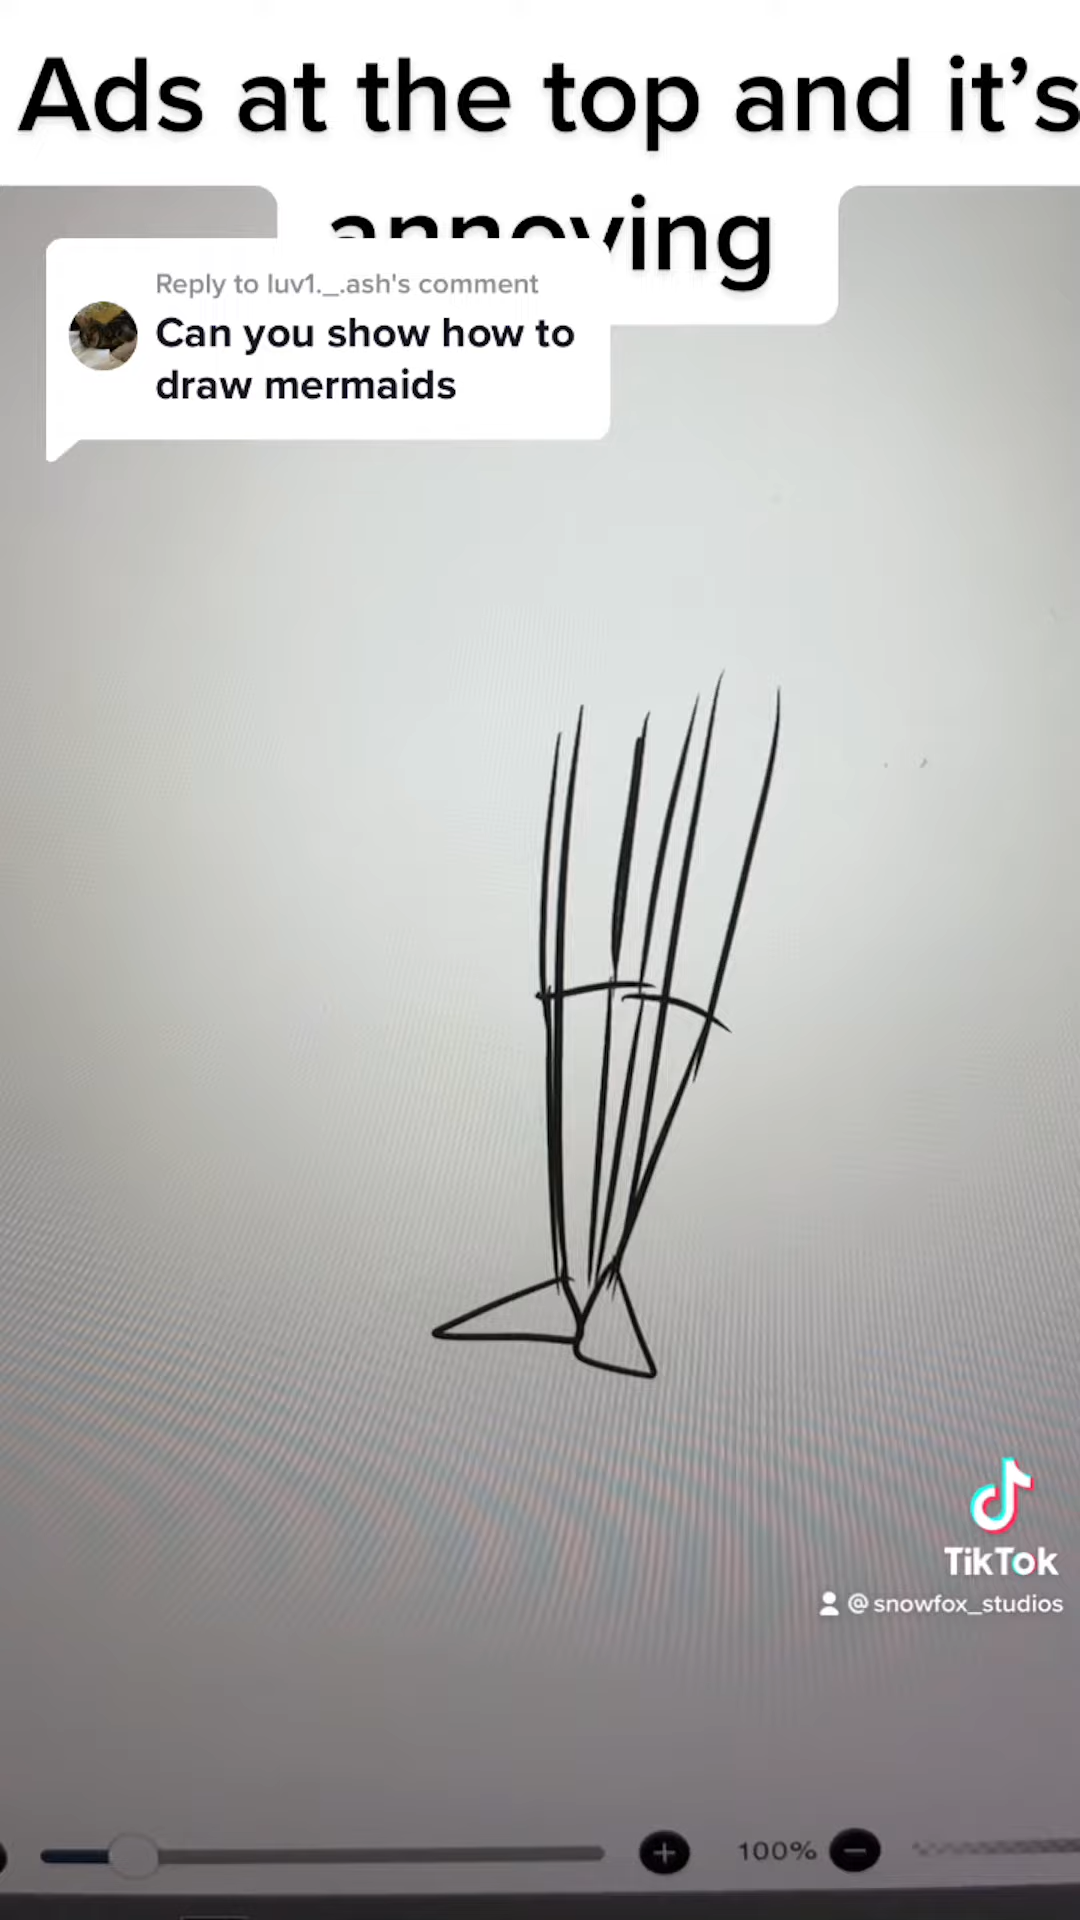 Ads at the top and it’s
annoying
Reply to luv1._.ash's comment
Can you show how to
draw mermaids
TikTok
@snowfox_studios
100%